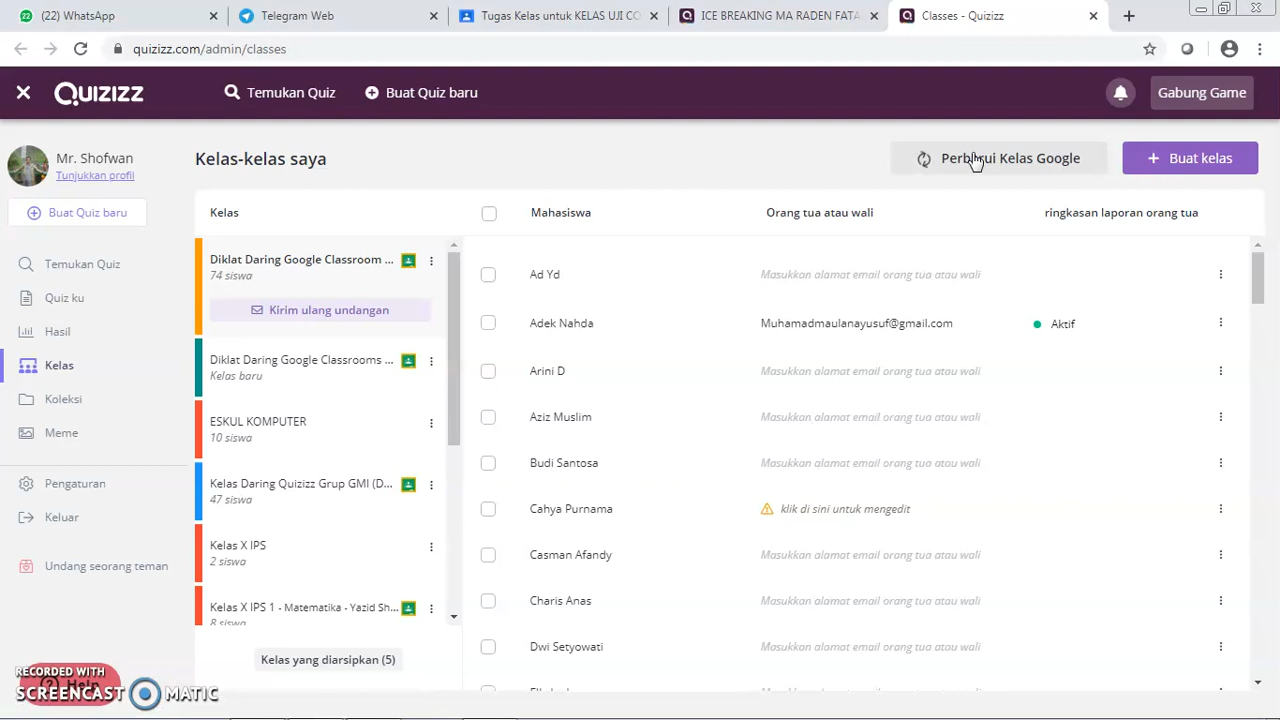 (22) WhatsApp
Telegram Web
Tugas Kelas untuk KELAS UJI CO
ICE BREAKING MA RADEN FATA
Classes - Quizizz
quizizz.com/admin/classes
Quizizz
Temukan Quiz
Buat Quiz baru
Gabung Game
Mr. Shofwan
Tunjukkan profil
Buat Quiz baru
Temukan Quiz
Quiz ku
Hasil
Kelas
Koleksi
Meme
Pengaturan
Keluar
Undang seorang teman
Kelas-kelas saya
Perbarui Kelas Google
+ Buat kelas
Kelas
Mahasiswa
Orang tua atau wali
ringkasan laporan orang tua
Diklat Daring Google Classroom ...
74 siswa
Kirim ulang undangan
Diklat Daring Google Classrooms ...
Kelas baru
ESKUL KOMPUTER
10 siswa
Kelas Daring Quizizz Grup GMI (D...
47 siswa
Kelas X IPS
2 siswa
Kelas X IPS 1 - Matematika - Yazid Sh...
8 siswa
Kelas yang diarsipkan (5)
Ad Yd
Masukkan alamat email orang tua atau wali
Adek Nahda
Muhamadmaulanayusuf@gmail.com
Aktif
Arini D
Masukkan alamat email orang tua atau wali
Aziz Muslim
Masukkan alamat email orang tua atau wali
Budi Santosa
Masukkan alamat email orang tua atau wali
Cahya Purnama
klik di sini untuk mengedit
Casman Afandy
Masukkan alamat email orang tua atau wali
Charis Anas
Masukkan alamat email orang tua atau wali
Dwi Setyowati
Masukkan alamat email orang tua atau wali
RECORDED WITH
SCREENCAST MATIC
Help